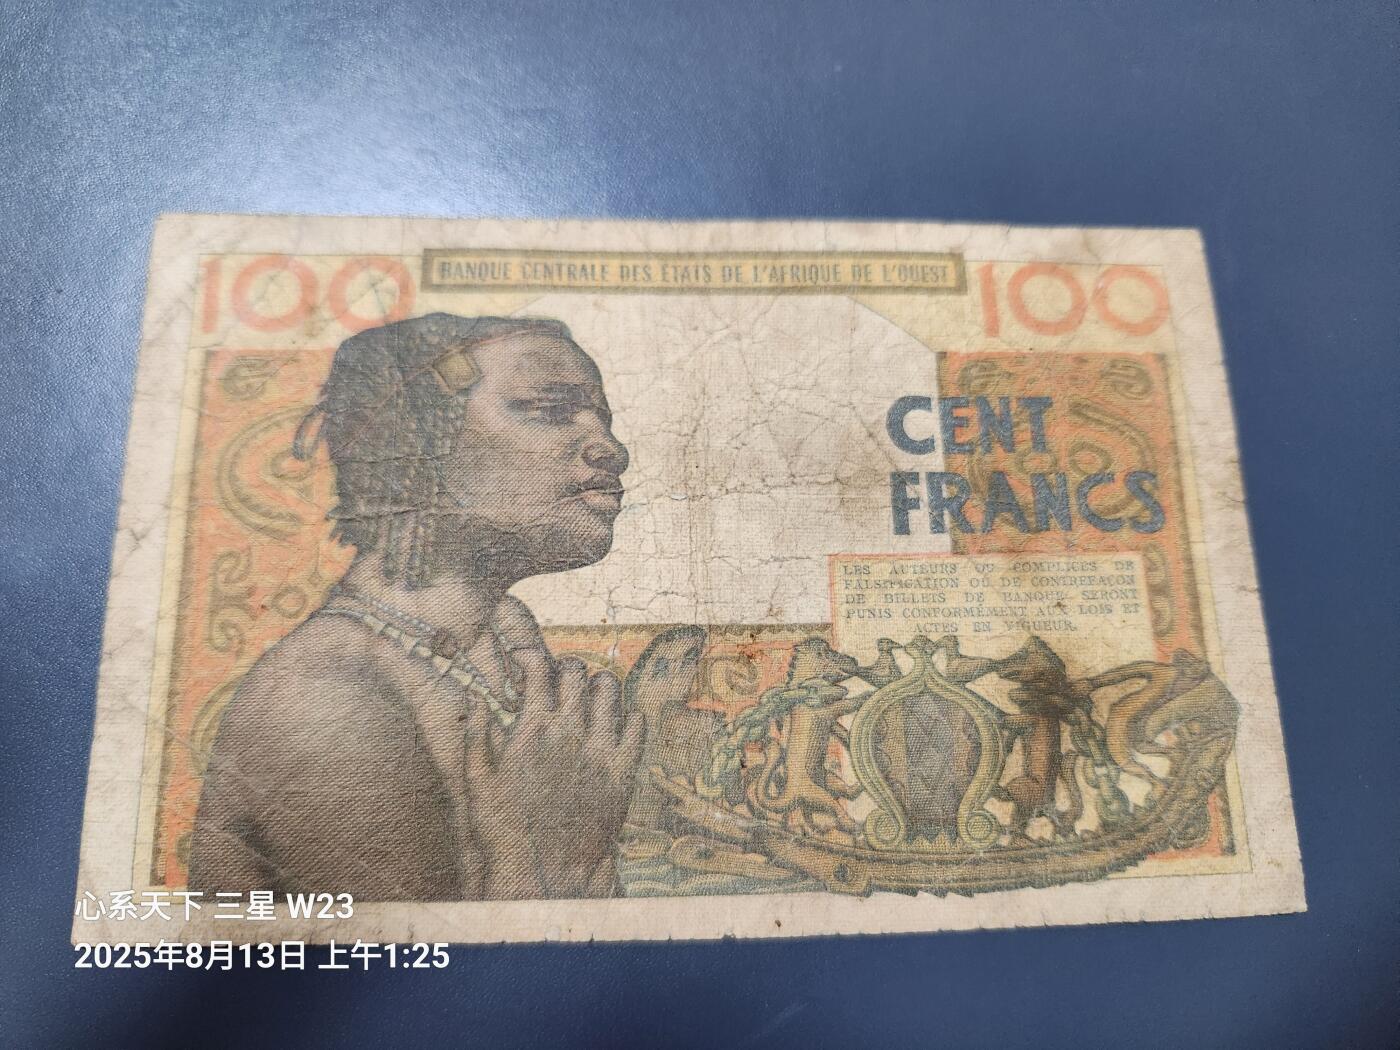 100
BANQUE CENTRALE DES ÉTATS DE L'AFRIQUE DE L'OUEST
100
CENT
FRANCS
LES AUTEURS OU COMPLICES DE
FALSIFICATION OU DE CONTREFAÇON
DE BILLETS DE BANQUE SERONT
PUNIS CONFORMÉMENT AUX LOIS ET
ACTES EN VIGUEUR.
心系天下 三星 W23
2025年8月13日 上午1:25